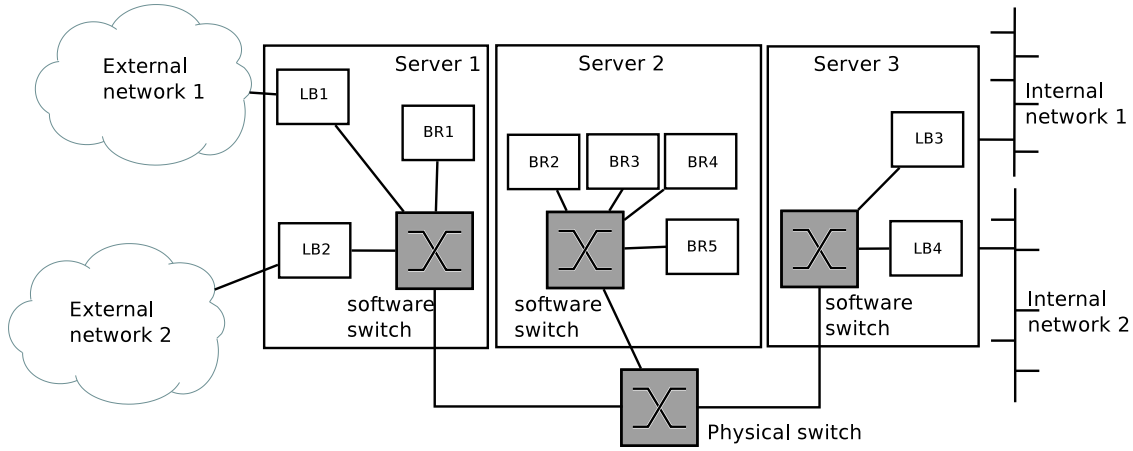 External
network 1
Server 1
LB1
BR1
LB2
software
switch
External
network 2
Server 2
BR2
BR3
BR4
BR5
software
switch
Server 3
LB3
LB4
software
switch
Internal
network 1
Internal
network 2
Physical switch